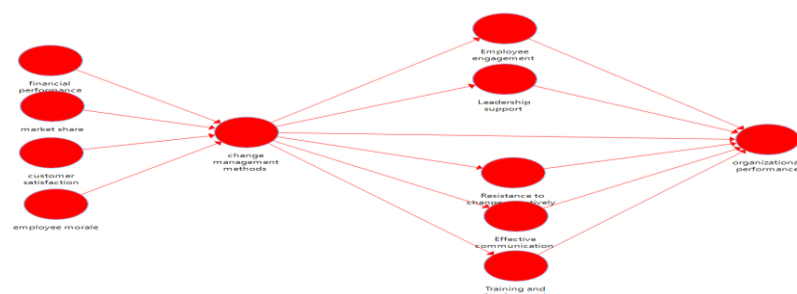 financial
performance
market share
customer
satisfaction
employee morale
change
management
methods
Employee
engagement
Leadership
support
Resistance to
Effective
communication
Training and
organizational
performance